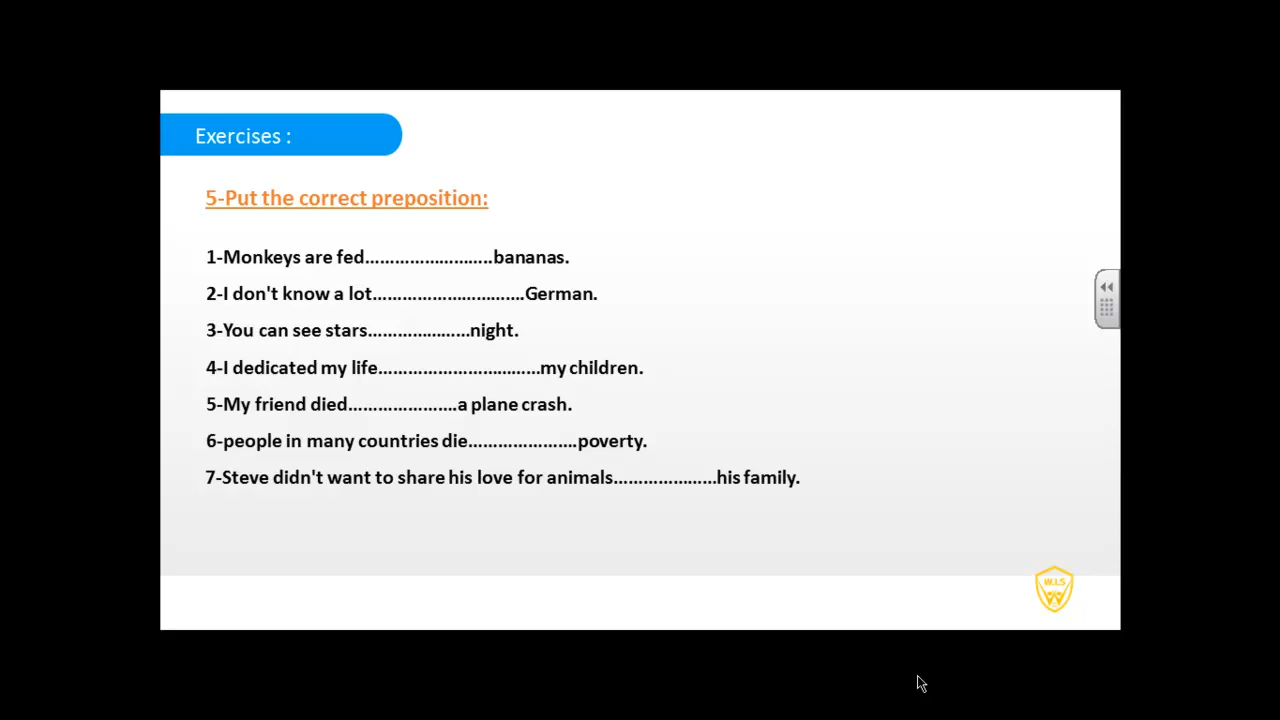 Exercises :
5-Put the correct preposition:
1-Monkeys are fed........................bananas.
2-I don't know a lot............................German.
3-You can see stars...................night.
4-I dedicated my life..............................my children.
5-My friend died....................a plane crash.
6-people in many countries die....................poverty.
7-Steve didn't want to share his love for animals...................his family.
W.I.S